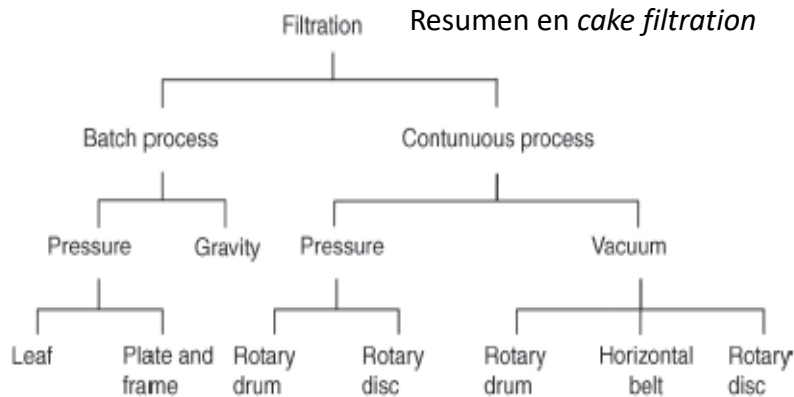 Filtration
Resumen en cake filtration
Batch process
Contunuous process
Pressure
Gravity
Pressure
Vacuum
Leaf
Plate and
frame
Rotary
drum
Rotary
disc
Rotary
drum
Horizontal
belt
Rotary
disc